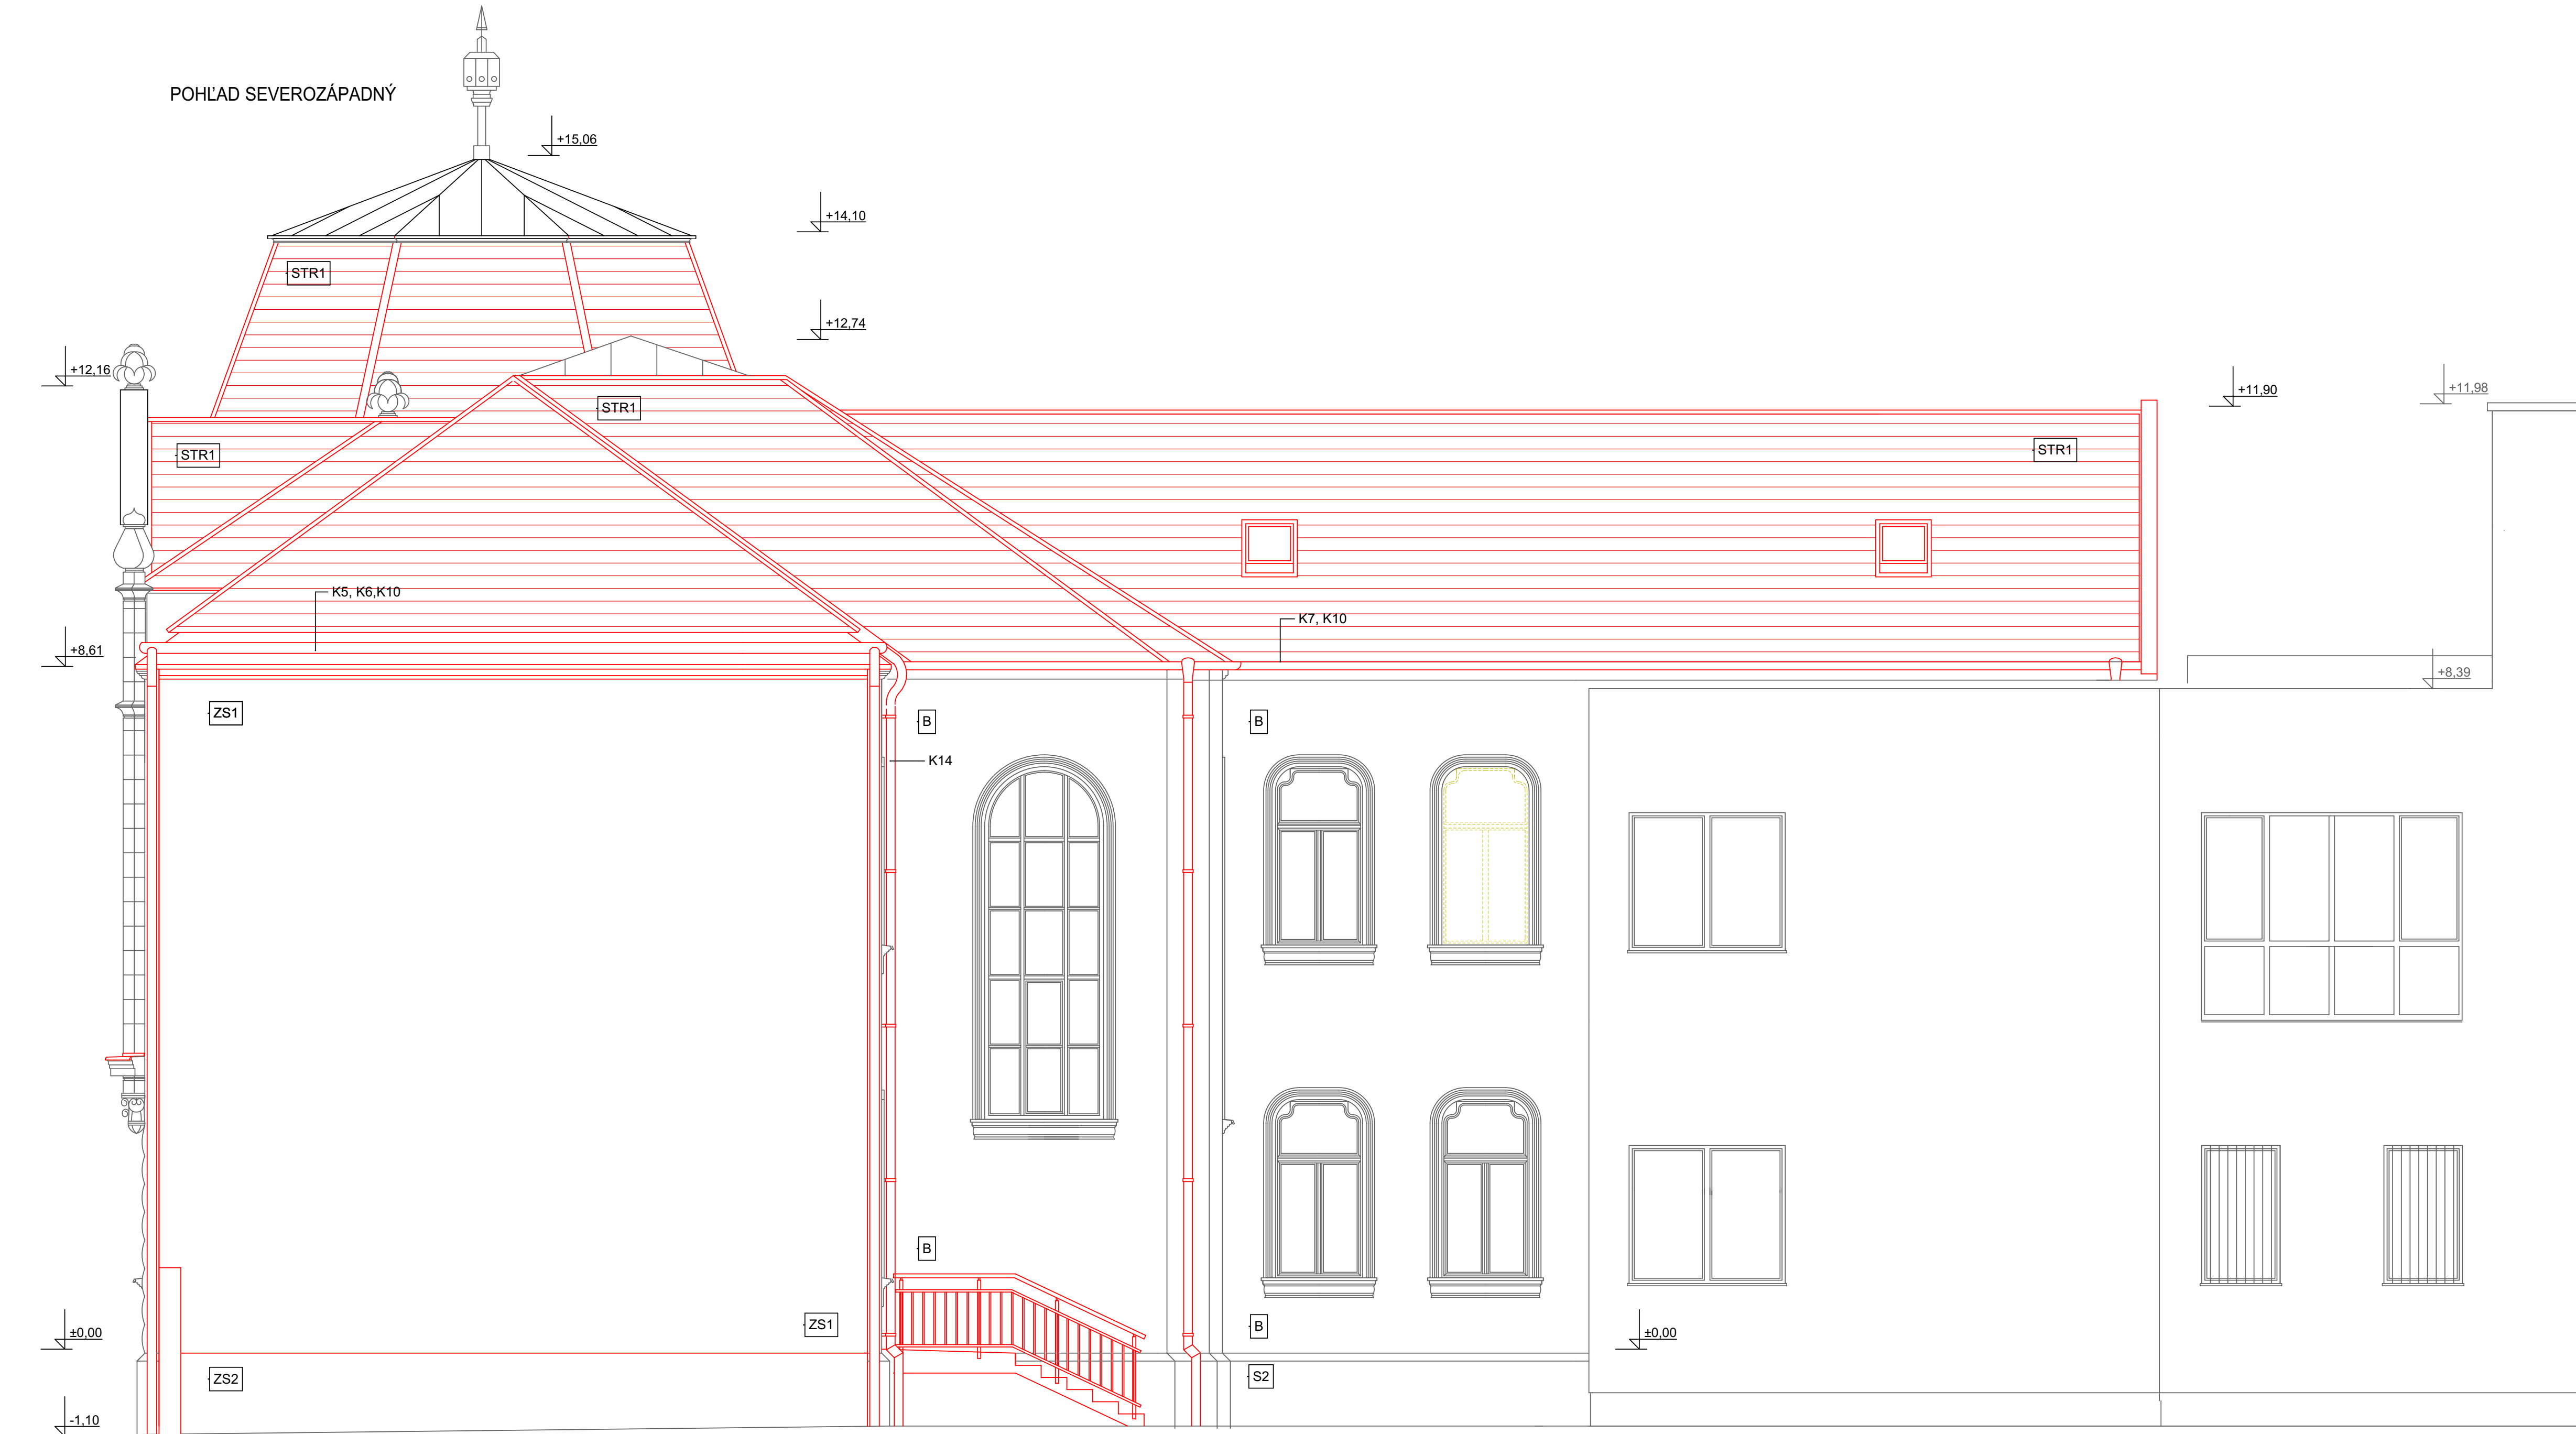 POHĽAD SEVEROZÁPADNÝ
+15,06
+14,10
STR1
+12,74
+12,16
+11,90
+11,98
STR1
STR1
STR1
K5, K6,K10
K7, K10
+8,61
+8,39
ZS1
B
B
K14
B
ZS1
B
±0,00
±0,00
ZS2
S2
-1,10